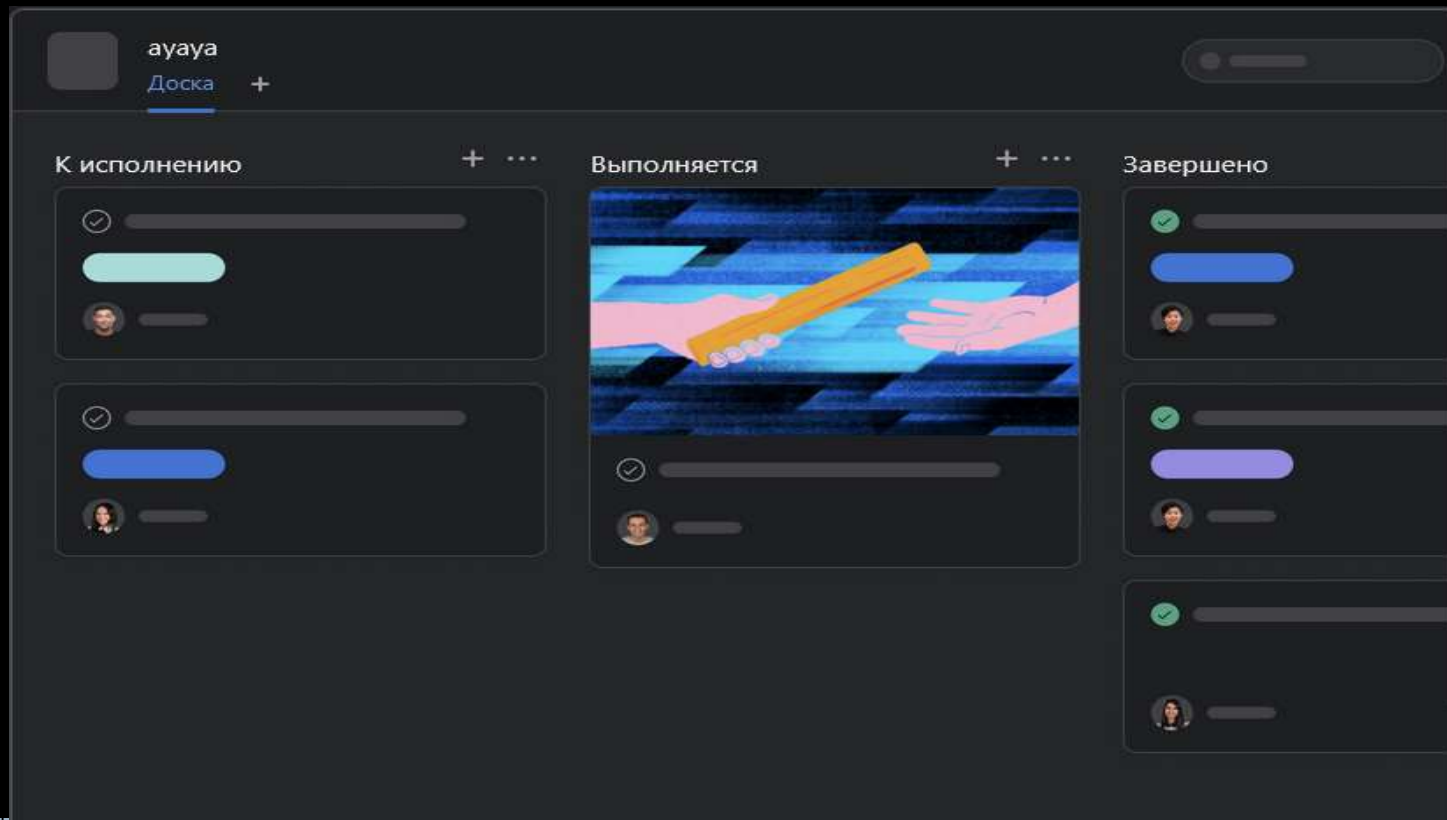 ayaya
Доска +
К исполнению + ...
Выполняется + ...
Завершено